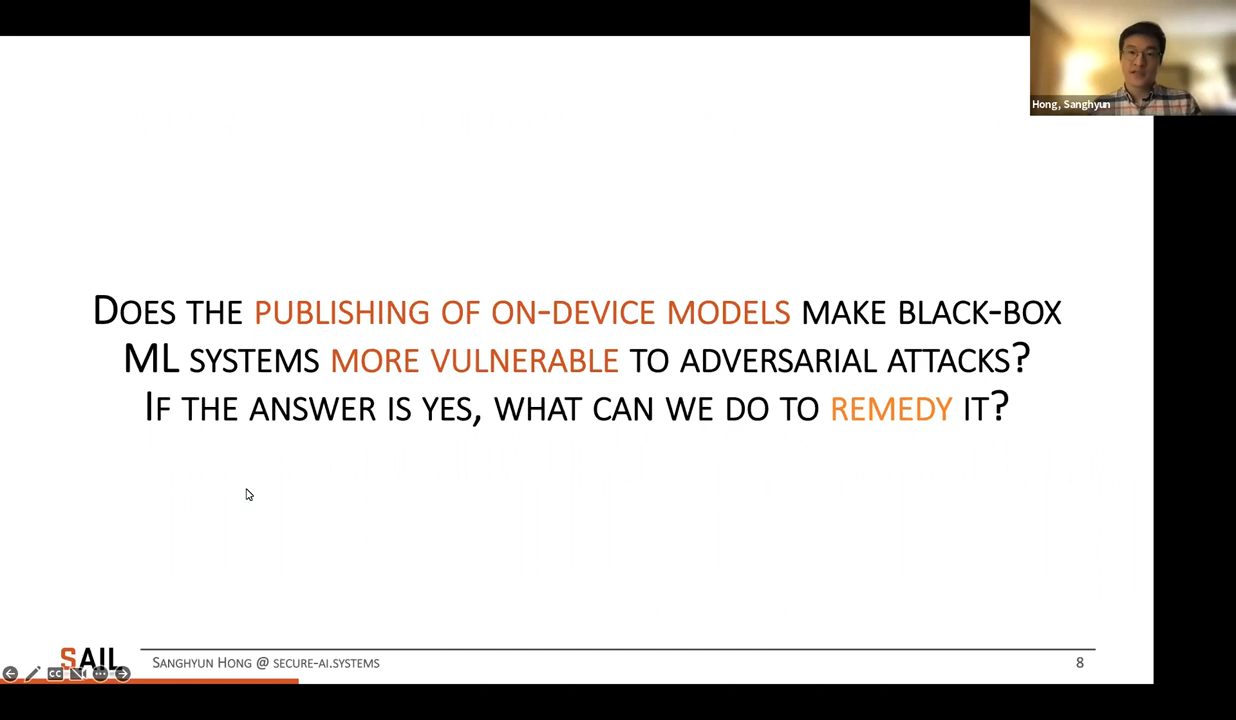 Hong, Sanghyun
DOES THE PUBLISHING OF ON-DEVICE MODELS MAKE BLACK-BOX
ML SYSTEMS MORE VULNERABLE TO ADVERSARIAL ATTACKS?
IF THE ANSWER IS YES, WHAT CAN WE DO TO REMEDY IT?
SAIL
SANGHYUN HONG @ SECURE-AI.SYSTEMS
8
CC